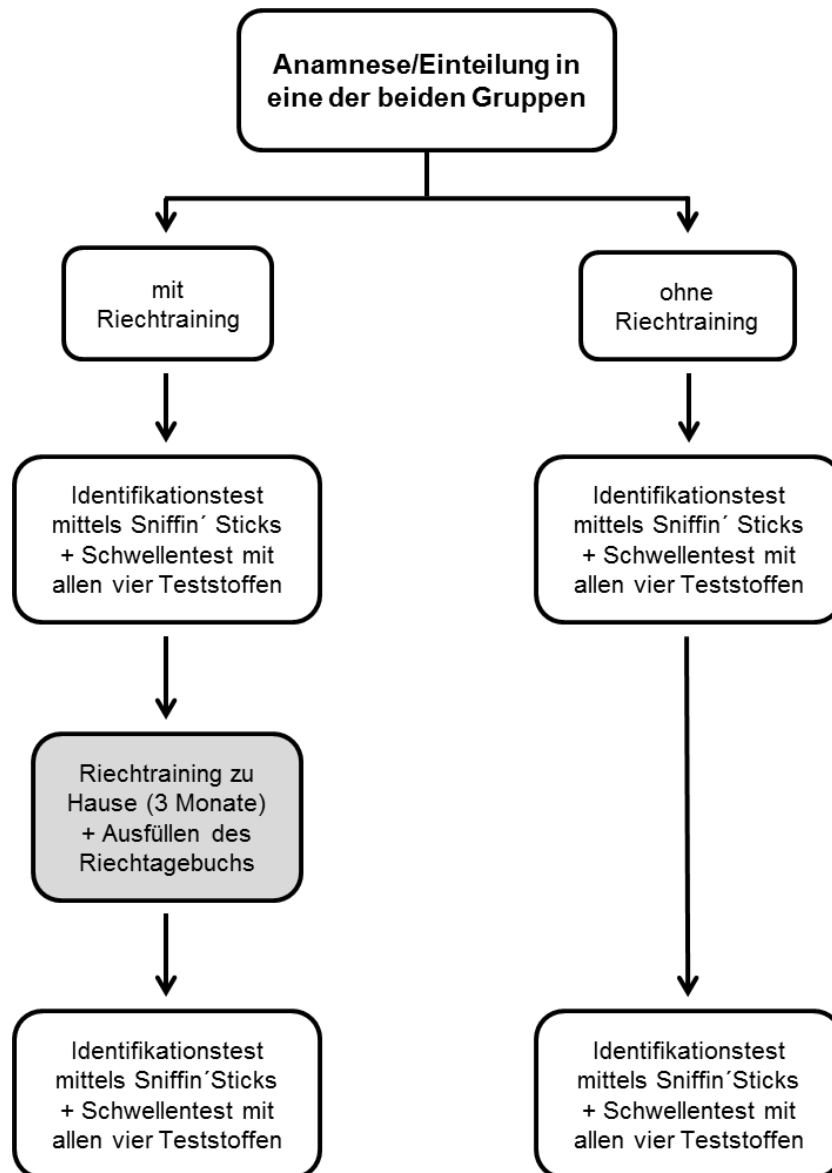 Anamnese/Einteilung in
eine der beiden Gruppen
mit
Riechtraining
ohne
Riechtraining
Identifikationstest
mittels Sniffin´ Sticks
+ Schwellentest mit
allen vier Teststoffen
Identifikationstest
mittels Sniffin´ Sticks
+ Schwellentest mit
allen vier Teststoffen
Riechtraining zu
Hause (3 Monate)
+ Ausfüllen des
Riechtagebuchs
Identifikationstest
mittels Sniffin´Sticks
+ Schwellentest mit
allen vier Teststoffen
Identifikationstest
mittels Sniffin´Sticks
+ Schwellentest mit
allen vier Teststoffen